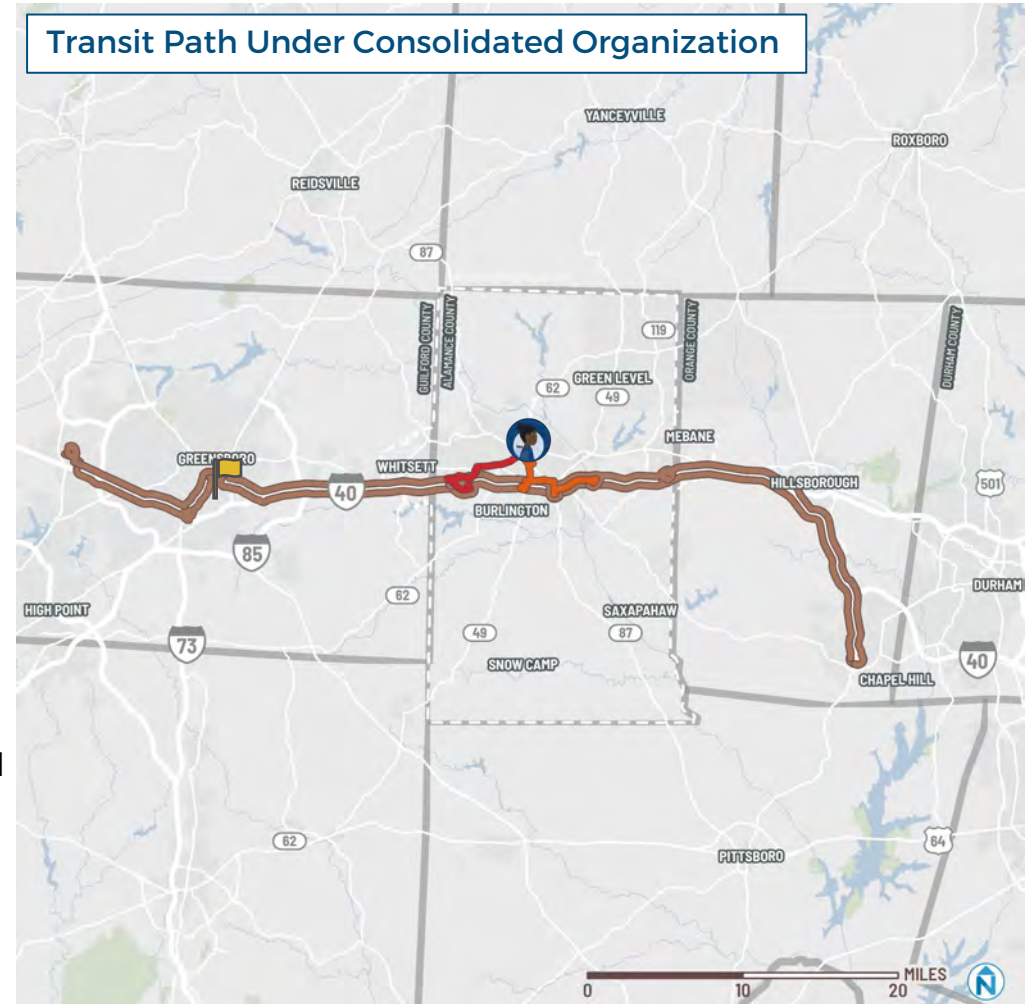 Transit Path Under Consolidated Organization
YANCEYVILLE
ROXBORO
REIDSVILLE
87
GUILFORD COUNTY
ALAMANCE COUNTY
ORANGE COUNTY
DURHAM COUNTY
119
GREEN LEVEL
62
49
MEBANE
GREENSBORO
WHITSETT
40
HILLSBOROUGH
501
BURLINGTON
85
DURHAM
62
HIGH POINT
SAXAPAHAW
73
49
87
40
SNOW CAMP
CHAPEL HILL
62
64
PITTSBORO
MILES
0
10
20
N